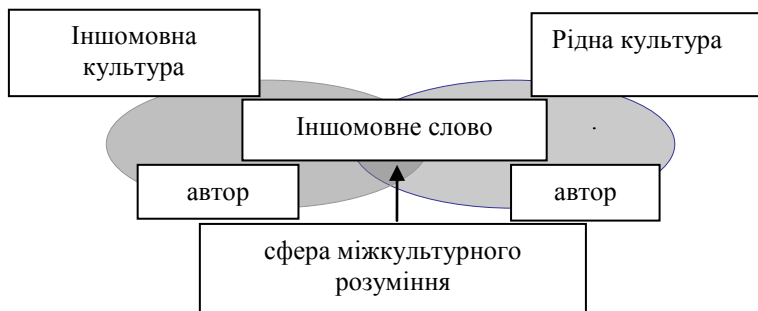 Іншомовна
культура
Рідна культура
Іншомовне слово
автор
автор
сфера міжкультурного
розуміння